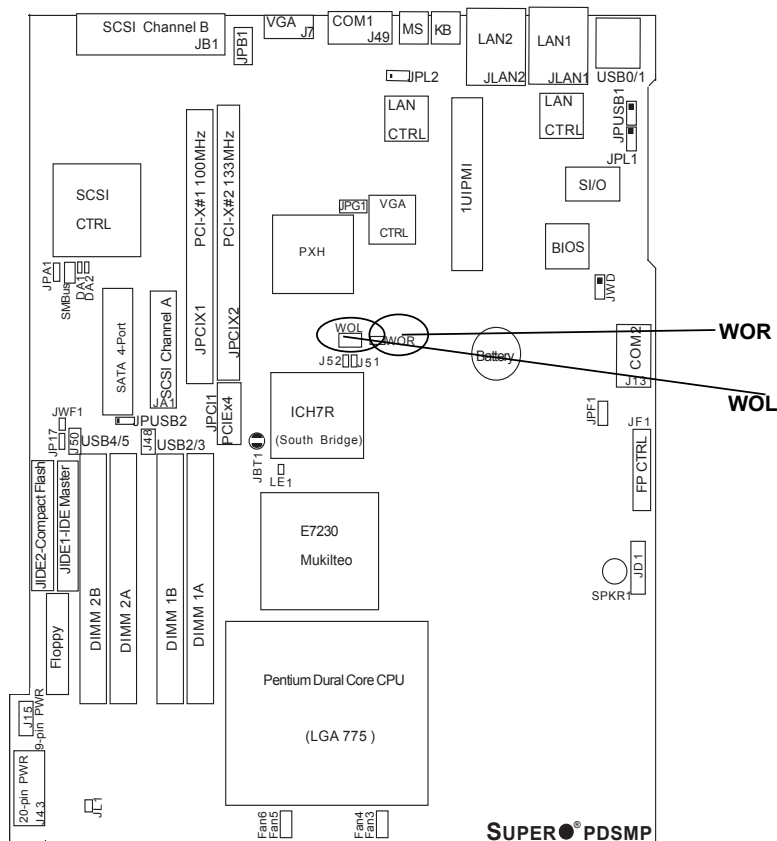 SCSI Channel B
JB1
JPB1
VGA
J7
COM1
J49
MS
KB
LAN2
JLAN2
LAN1
JLAN1
USB0/1
JPL2
LAN
CTRL
LAN
CTRL
JPUSB1
JPL1
PCI-X#1 100MHz
JPCIX1
PCI-X#2 133MHz
JPCIX2
1UIPMI
SI/O
SCSI
CTRL
JPG1
VGA
CTRL
PXH
BIOS
JPA1
SMBus
DA1
DA2
JWD
SATA 4-Port
SCSI Channel A
JA1
WOL
WOR
WOR
WOL
J52
J51
Battery
COM2
J13
JPCI1
PCIEx4
ICH7R
(South Bridge)
JPF1
JF1
FP CTRL
JWF1
JP17
JPUSB2
J50
USB4/5
J48
USB2/3
JBT1
LE1
JIDE2-Compact Flash
JIDE1-IDE Master
DIMM 2B
DIMM 2A
DIMM 1B
DIMM 1A
E7230
Mukilteo
JD1
SPKR1
Floppy
Pentium Dural Core CPU
(LGA 775 )
J15
9-pin PWR
20-pin PWR
J43
JL1
Fan6
Fan5
Fan4
Fan3
SUPER●® PDSMP